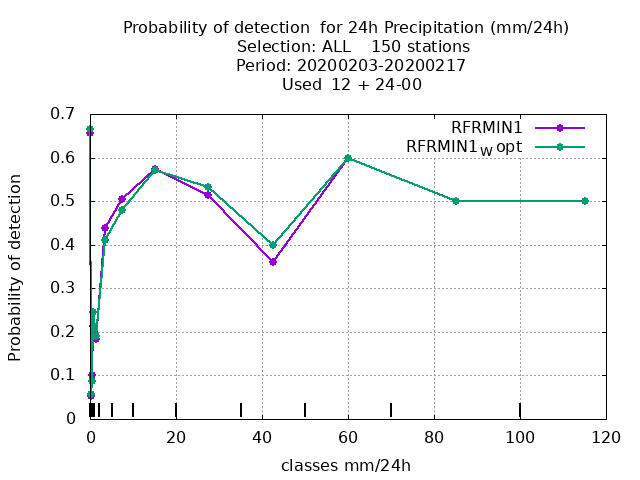 Probability of detection  for 24h Precipitation (mm/24h)
Selection: ALL    150 stations
Period: 20200203-20200217
Used  12 + 24-00
RFRMIN1
RFRMIN1W opt
Probability of detection
0.7
0.6
0.5
0.4
0.3
0.2
0.1
0
0 20 40 60 80 100 120
classes mm/24h